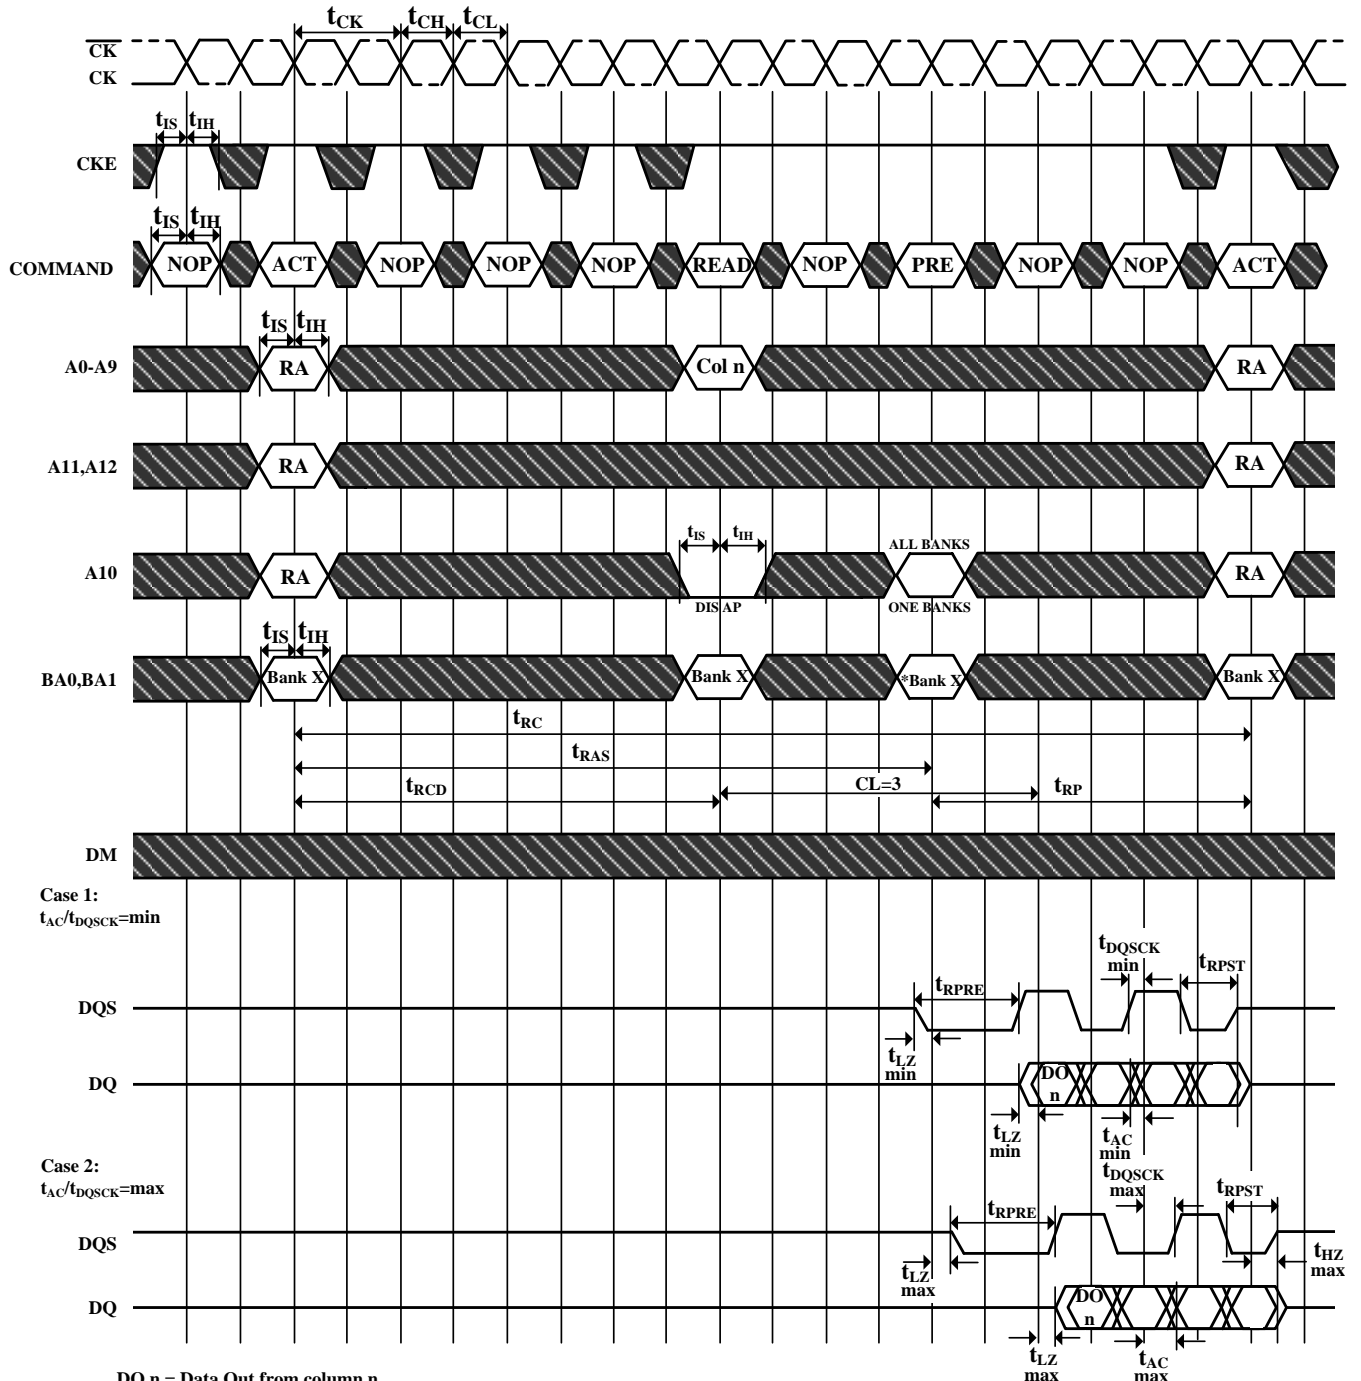 tCK tCH tCL
CK
CK
tIS tIH
CKE
tIS tIH
COMMAND NOP ACT NOP NOP NOP READ NOP PRE NOP NOP ACT
tIS tIH
A0-A9 RA Col n RA
A11,A12 RA RA
tIS tIH ALL BANKS
A10 RA RA
DIS AP ONE BANKS
tIS tIH
BA0,BA1 Bank X Bank X *Bank X Bank X
tRC
tRAS
tRCD CL=3 tRP
DM
Case 1:
tAC/tDQSCK=min
tDQSCK min tRPST
tRPRE
DQS
tLZ min
DQ DO n
tLZ min tAC min
Case 2:
tAC/tDQSCK=max
tDQSCK max tRPST
tRPRE
DQS
tLZ max tHZ max
DQ DO n
tLZ max tAC max
DO n = Data Out from column n